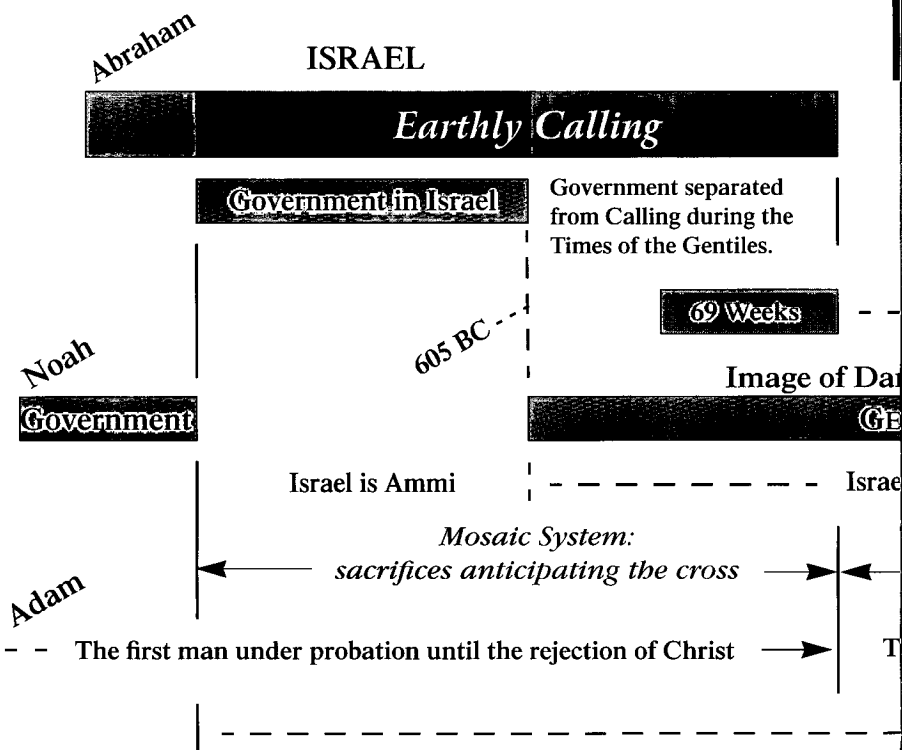 Abraham
ISRAEL
Earthly Calling
Government in Israel
Government separated
from Calling during the
Times of the Gentiles.
69 Weeks
605 BC
Noah
Image of
Government
Israel is Ammi
Mosaic System:
sacrifices anticipating the cross
Adam
The first man under probation until the rejection of Christ